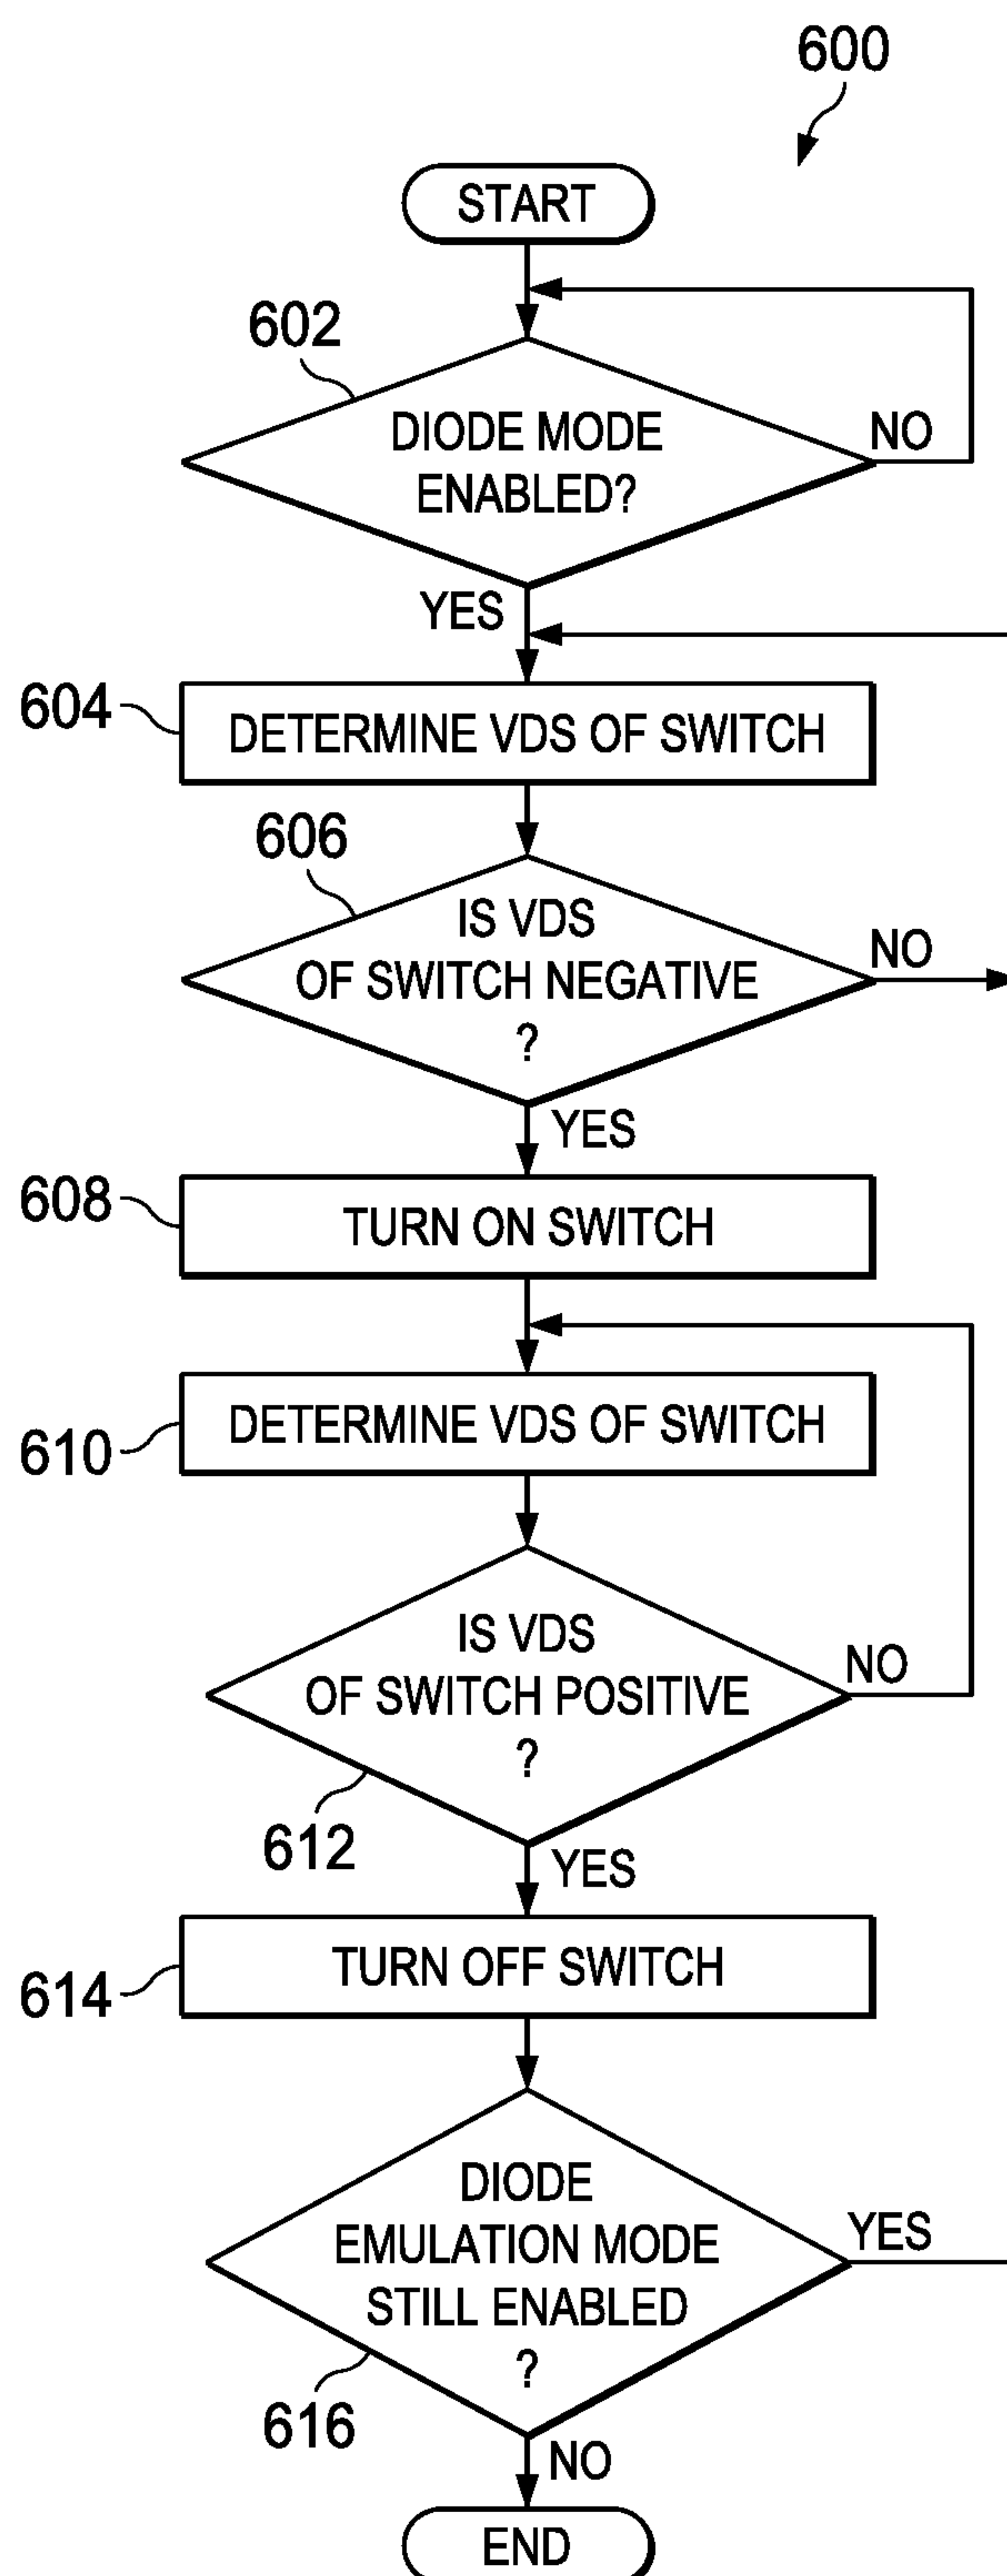 600
START
602
DIODE MODE
ENABLED?
NO
YES
604
DETERMINE VDS OF SWITCH
606
IS VDS
OF SWITCH NEGATIVE
?
NO
YES
608
TURN ON SWITCH
610
DETERMINE VDS OF SWITCH
IS VDS
OF SWITCH POSITIVE
?
NO
612
YES
614
TURN OFF SWITCH
DIODE
EMULATION MODE
STILL ENABLED
?
YES
616
NO
END